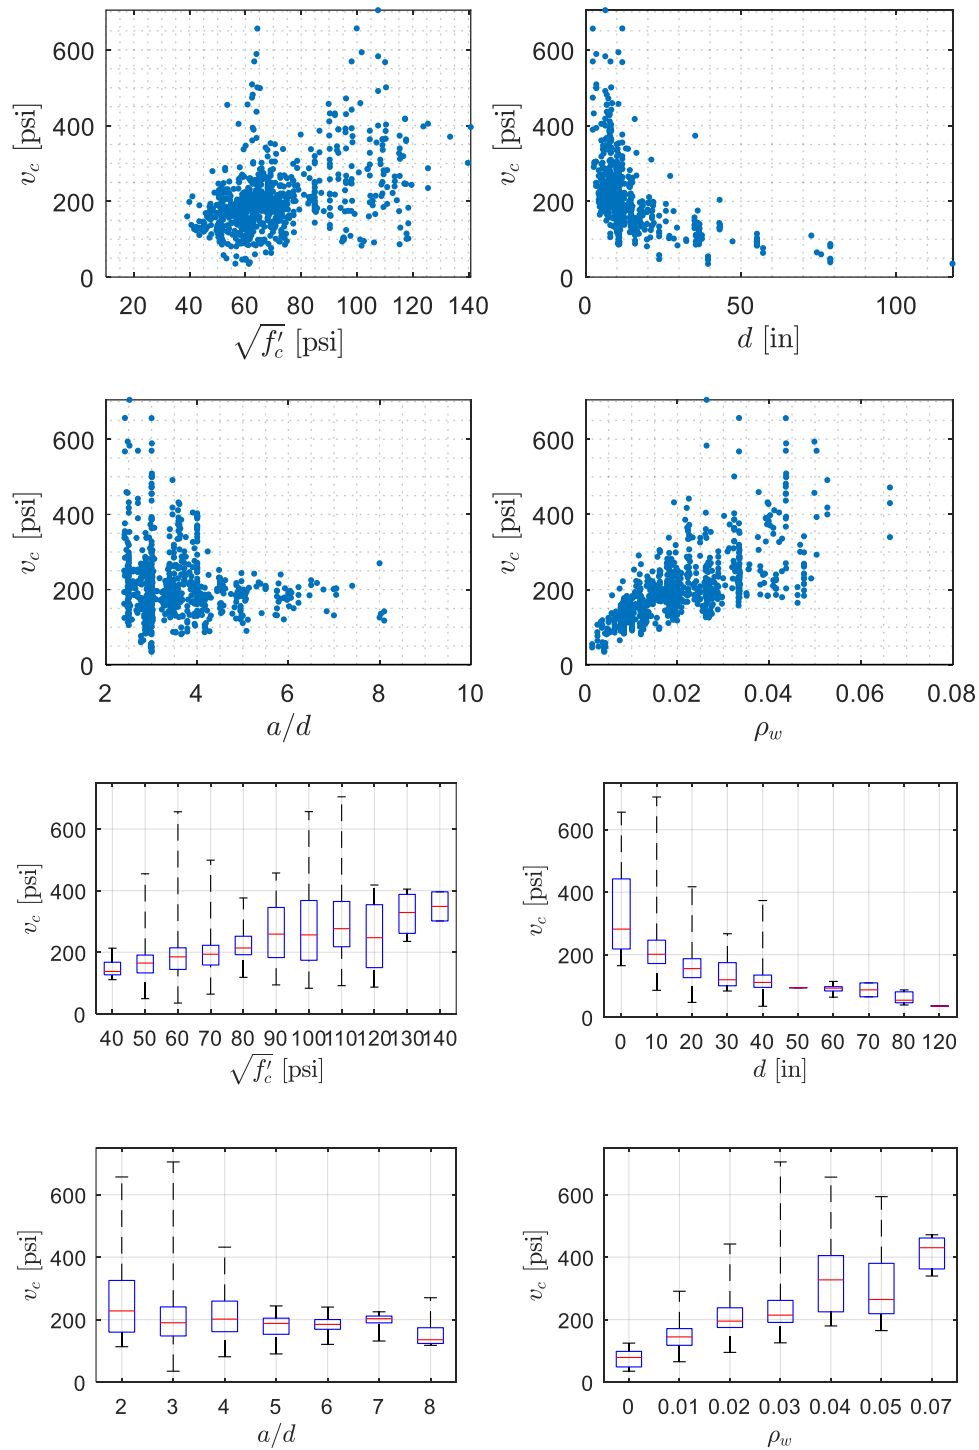 600
400
200
0
v_c [psi]
20 40 60 80 100 120 140
√f′_c [psi]
600
400
200
0
v_c [psi]
0 50 100
d [in]
600
400
200
0
v_c [psi]
2 4 6 8 10
a/d
600
400
200
0
v_c [psi]
0 0.02 0.04 0.06 0.08
ρ_w
600
400
200
0
v_c [psi]
40 50 60 70 80 90 100 110 120 130 140
√f′_c [psi]
600
400
200
0
v_c [psi]
0 10 20 30 40 50 60 70 80 120
d [in]
600
400
200
0
v_c [psi]
2 3 4 5 6 7 8
a/d
600
400
200
0
v_c [psi]
0 0.01 0.02 0.03 0.04 0.05 0.07
ρ_w